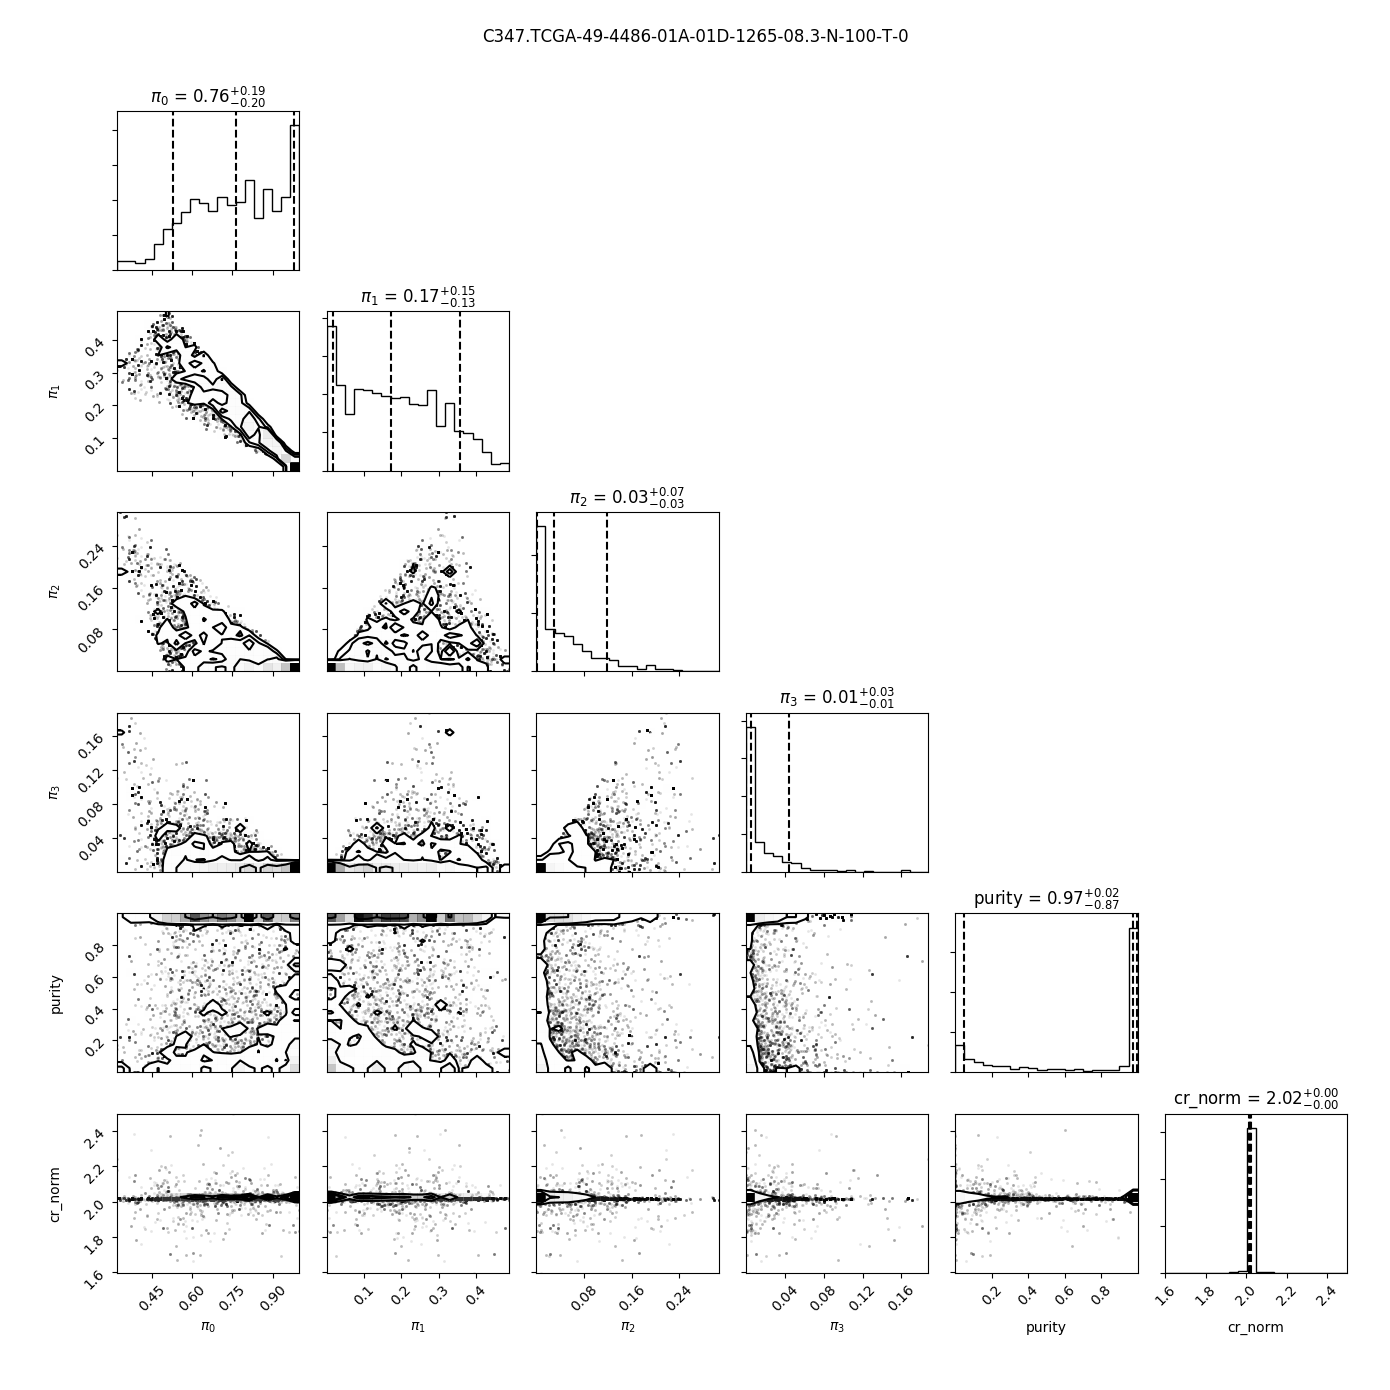 C347.TCGA-49-4486-01A-01D-1265-08.3-N-100-T-0
π₀ = 0.76 +0.19 −0.20
π₁ = 0.17 +0.15 −0.13
0.4
0.3
0.2
0.1
π₁
π₂ = 0.03 +0.07 −0.03
0.24
0.16
0.08
π₂
π₃ = 0.01 +0.03 −0.01
0.16
0.12
0.08
0.04
π₃
purity = 0.97 +0.02 −0.87
0.8
0.6
0.4
0.2
purity
cr_norm = 2.02 +0.00 −0.00
2.4
2.2
2.0
1.8
1.6
cr_norm
0.45 0.60 0.75 0.90
0.1 0.2 0.3 0.4
0.08 0.16 0.24
0.04 0.08 0.12 0.16
0.2 0.4 0.6 0.8
1.6 1.8 2.0 2.2 2.4
π₀ π₁ π₂ π₃ purity cr_norm